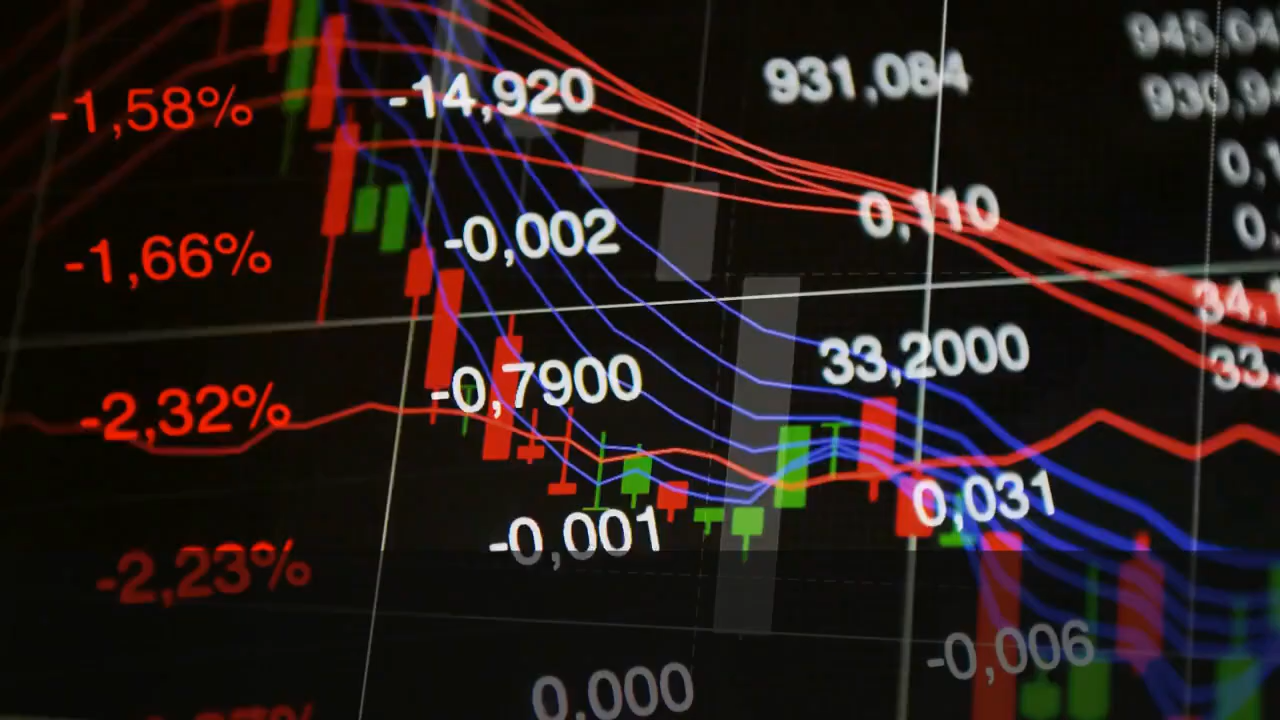 -1,58% -14,920 931,084
-1,66% -0,002 0,110
-2,32% -0,7900 33,2000
-2,23% -0,001 0,031
0,000 -0,006